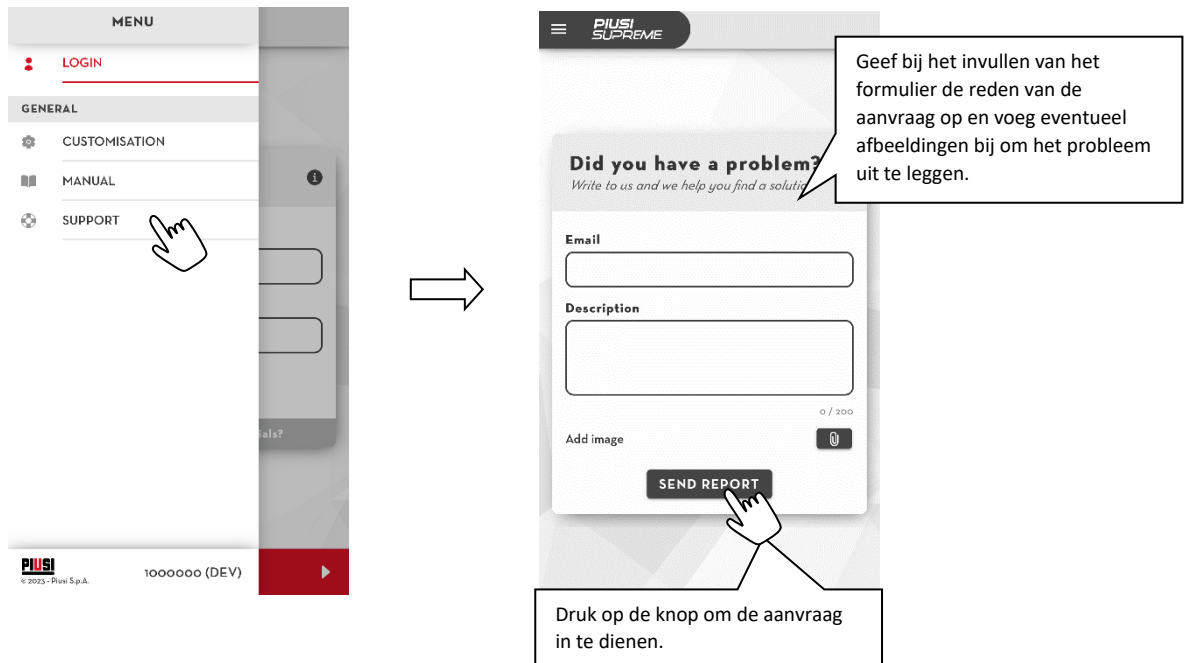 MENU
LOGIN
GENERAL
CUSTOMISATION
MANUAL
SUPPORT
ials?
PIUSI
© 2023 - Piusi S.p.A.
1000000 (DEV)
PIUSI
SUPREME
Did you have a problem?
Write to us and we help you find a solutio
Email
Description
0 / 200
Add image
SEND REPORT
Geef bij het invullen van het
formulier de reden van de
aanvraag op en voeg eventueel
afbeeldingen bij om het probleem
uit te leggen.
Druk op de knop om de aanvraag
in te dienen.